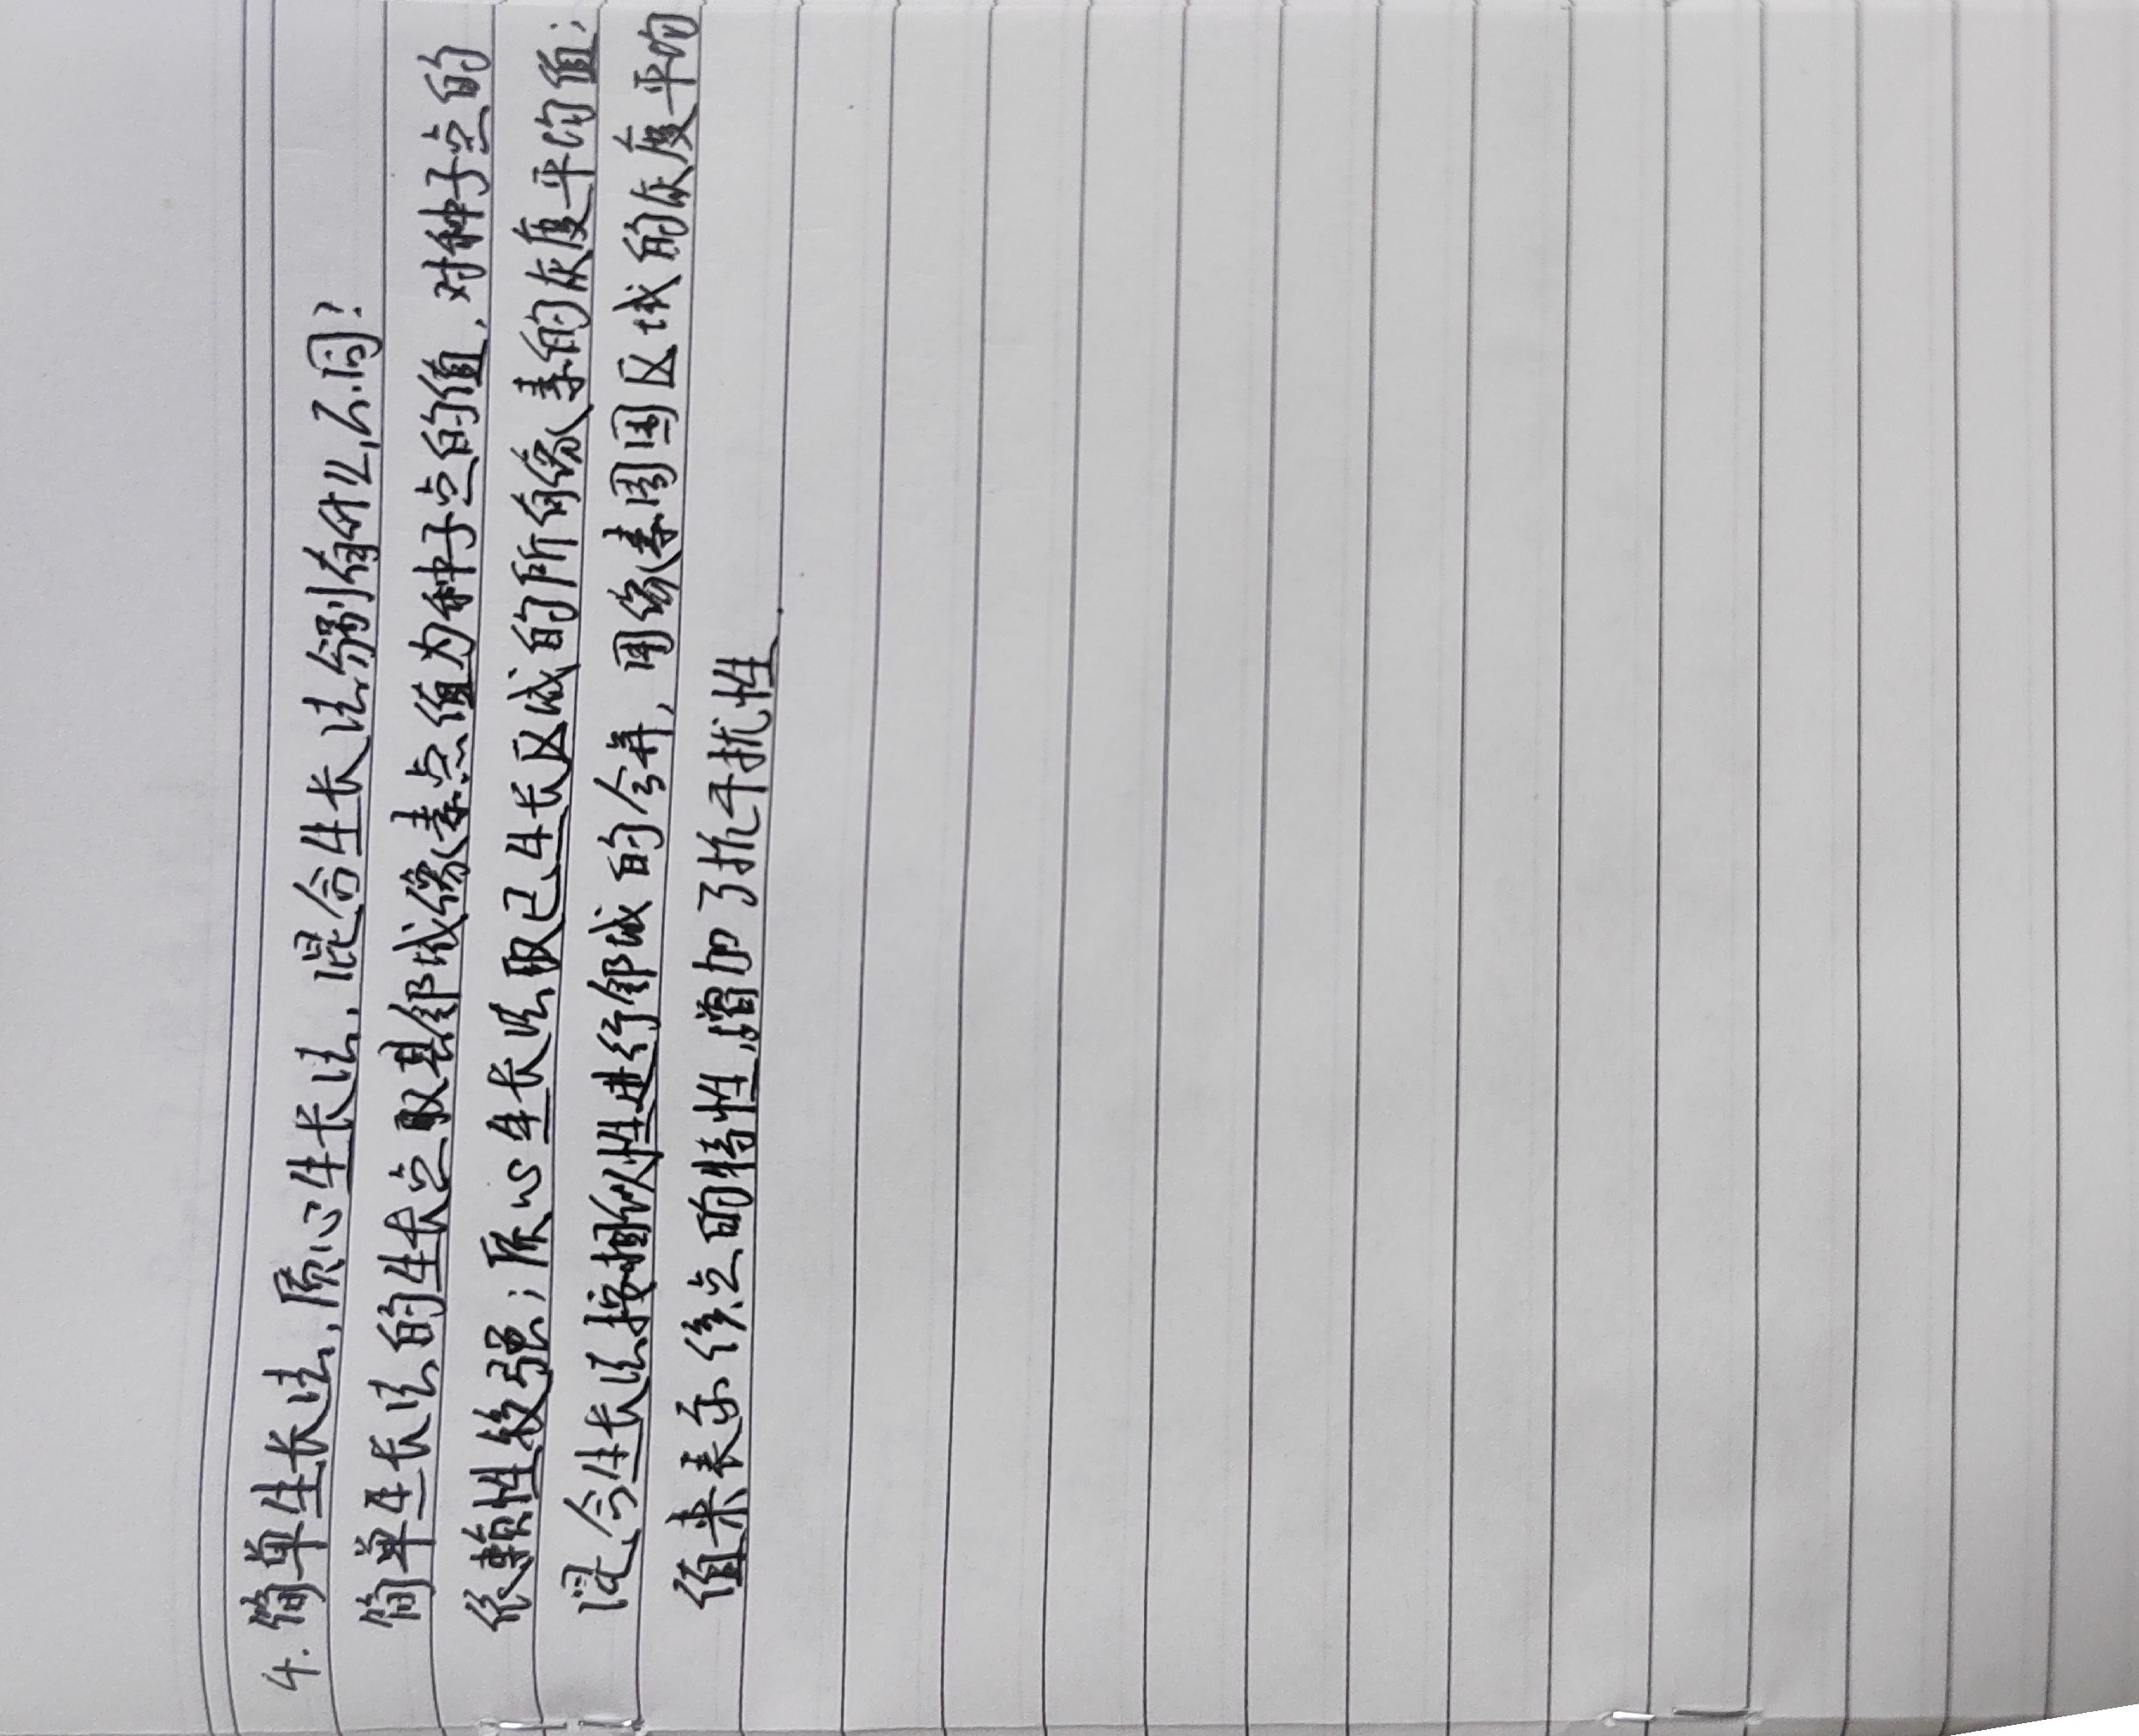 4. 简单生长法,质心生长法,混合生长法分别有什么不同?
简单生长法的生长点取其邻域像素点值为种子点的值,对种子点的
依赖性较强;质心生长法取已生长区域的所有像素的灰度平均值;
混合生长法按相似性进行邻域的合并,用像素周围区域的灰度平均
值来表示该点的特性,增加了抗干扰性.